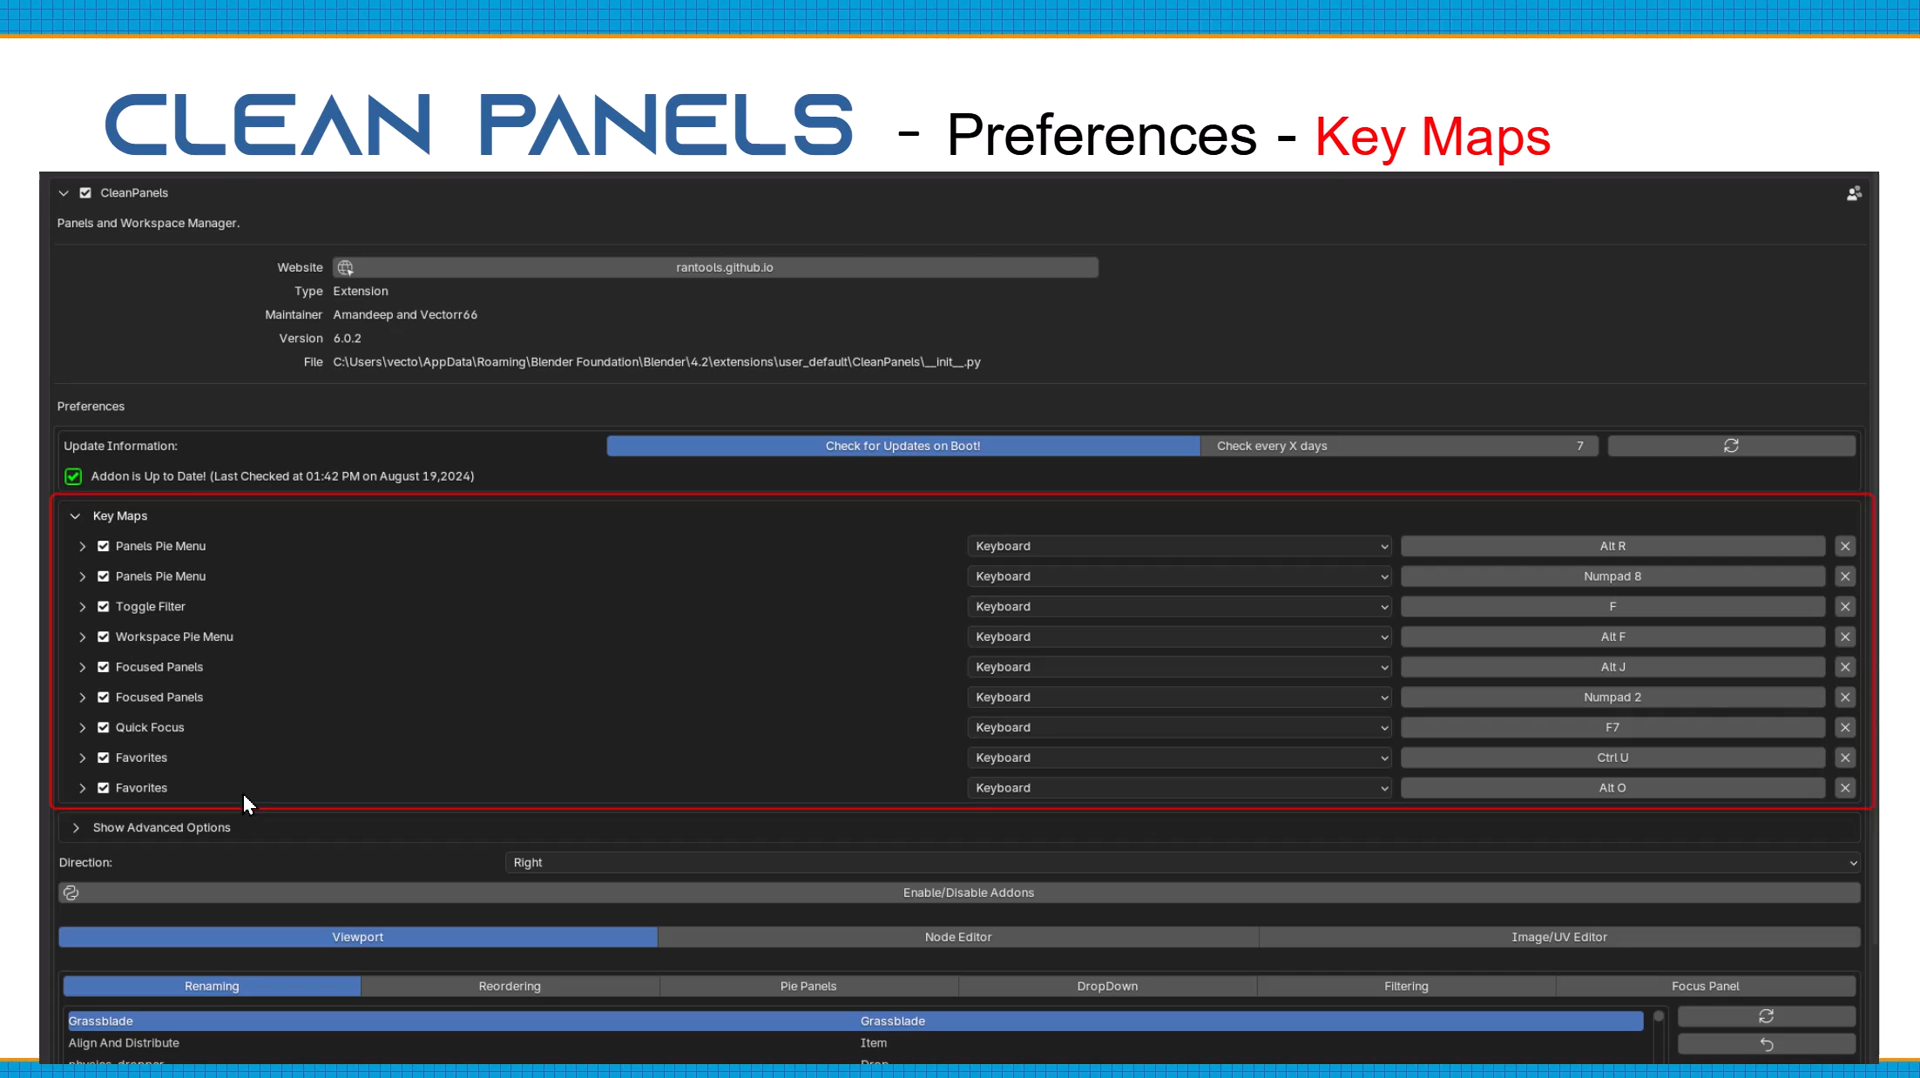 CLEAN PANELS - Preferences - Key Maps
CleanPanels
Panels and Workspace Manager.
Website rantools.github.io
Type Extension
Maintainer Amandeep and Vectorr66
Version 6.0.2
File C:\Users\vecto\AppData\Roaming\Blender Foundation\Blender\4.2\extensions\user_default\CleanPanels\__init__.py
Preferences
Update Information: Check for Updates on Boot! Check every X days 7
Addon is Up to Date! (Last Checked at 01:42 PM on August 19,2024)
Key Maps
Panels Pie Menu Keyboard Alt R
Panels Pie Menu Keyboard Numpad 8
Toggle Filter Keyboard F
Workspace Pie Menu Keyboard Alt F
Focused Panels Keyboard Alt J
Focused Panels Keyboard Numpad 2
Quick Focus Keyboard F7
Favorites Keyboard Ctrl U
Favorites Keyboard Alt O
Show Advanced Options
Direction: Right
Enable/Disable Addons
Viewport Node Editor Image/UV Editor
Renaming Reordering Pie Panels DropDown Filtering Focus Panel
Grassblade Grassblade
Align And Distribute Item
physics_dropper Drop